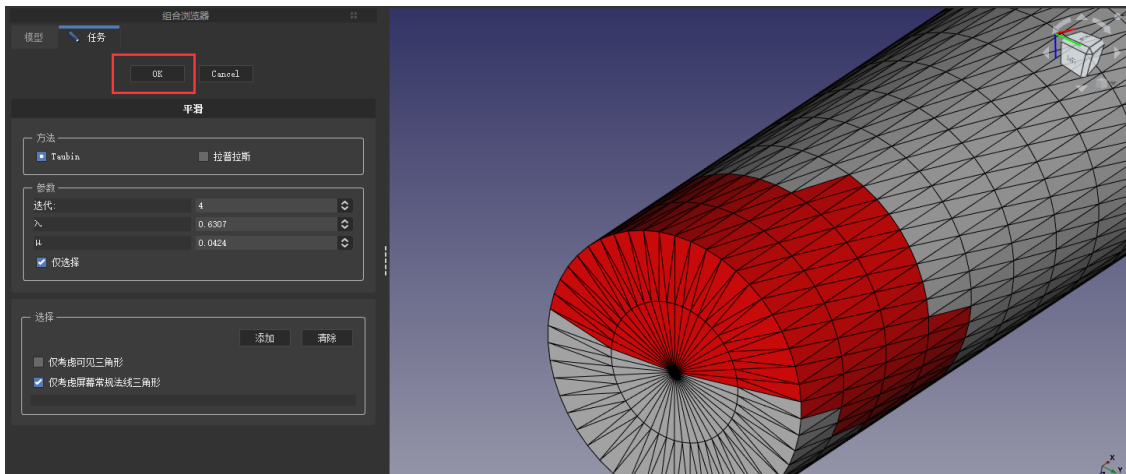 组合浏览器
模型
任务
OK
Cancel
平滑
方法
Taubin
拉普拉斯
参数
迭代:
4
λ
0.6307
μ
0.0424
仅选择
选择
添加
清除
仅考虑可见三角形
仅考虑屏幕常规法线三角形
X
Y